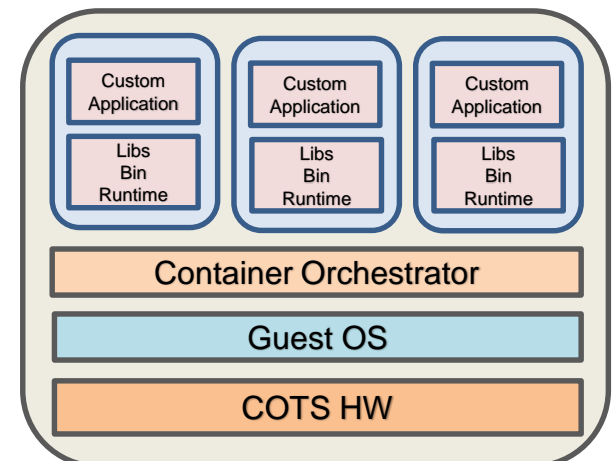 Custom
Application
Libs
Bin
Runtime
Custom
Application
Libs
Bin
Runtime
Custom
Application
Libs
Bin
Runtime
Container Orchestrator
Guest OS
COTS HW